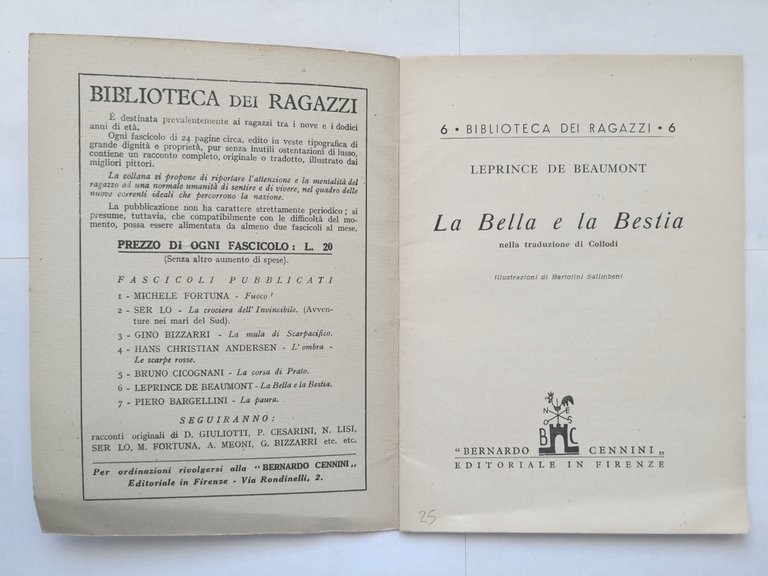 BIBLIOTECA DEI RAGAZZI
È destinata prevalentemente ai ragazzi tra i nove e i dodici
anni di età.
Ogni fascicolo di 24 pagine circa, edito in veste tipografica di
grande dignità e proprietà, pur senza inutili ostentazioni di lusso,
contiene un racconto completo, originale o tradotto, illustrato dai
migliori pittori.
La collana si propone di riportare l'attenzione e la mentalità del
ragazzo ad una normale umanità di sentire e di vivere, nel quadro delle
nuove correnti ideali che percorrono la nazione.
La pubblicazione non ha carattere strettamente periodico ; si
presume, tuttavia, che compatibilmente con le difficoltà del mo-
mento, possa essere alimentata da almeno due fascicoli al mese.
PREZZO DI OGNI FASCICOLO : L. 20
(Senza altro aumento di spese).
FASCICOLI PUBBLICATI
1 - MICHELE FORTUNA - Fuoco !
2 - SER LO - La crociera dell'Invincibile. (Avven-
ture nei mari del Sud).
3 - GINO BIZZARRI - La mula di Scarpacifico.
4 - HANS CHRISTIAN ANDERSEN - L'ombra -
Le scarpe rosse.
5 - BRUNO CICOGNANI - La corsa di Prato.
6 - LEPRINCE DE BEAUMONT - La Bella e la Bestia.
7 - PIERO BARGELLINI - La paura.
SEGUIRANNO :
racconti originali di D. GIULIOTTI, P. CESARINI, N. LISI,
SER LO, M. FORTUNA, A. MEONI, G. BIZZARRI etc. etc.
Per ordinazioni rivolgersi alla "BERNARDO CENNINI„
Editoriale in Firenze - Via Rondinelli, 2.
6 • BIBLIOTECA DEI RAGAZZI • 6
LEPRINCE DE BEAUMONT
La Bella e la Bestia
nella traduzione di Collodi
Illustrazioni di Bartolini Salimbeni
N E S
B C
"BERNARDO CENNINI„
EDITORIALE IN FIRENZE
25